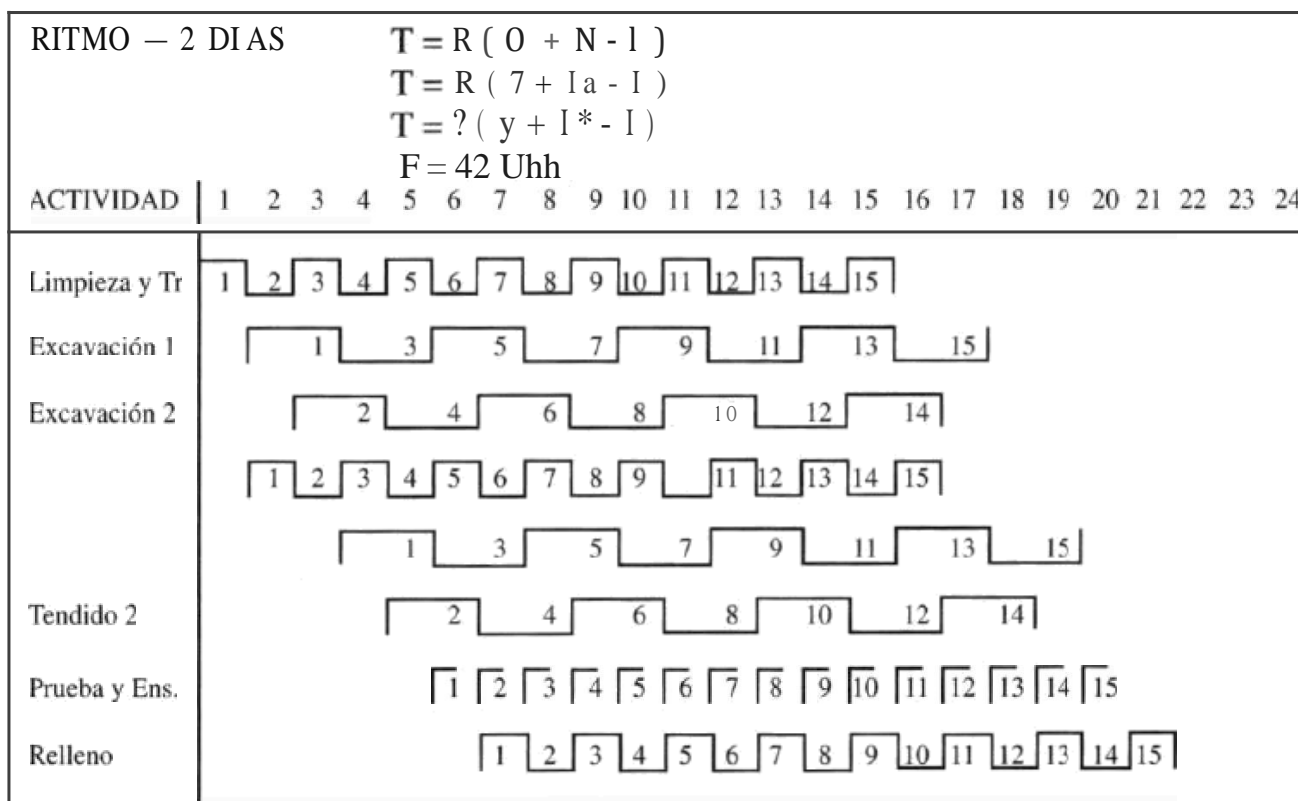 RITMO — 2 DIAS T = R ( O + N - l )
T = R ( 7 + Ia - I )
T = ? ( y + I* - I )
F = 42 Uhh
ACTIVIDAD 1 2 3 4 5 6 7 8 9 10 11 12 13 14 15 16 17 18 19 20 21 22 23 24
Limpieza y Tr 1 2 3 4 5 6 7 8 9 10 11 12 13 14 15
Excavación 1 1 3 5 7 9 11 13 15
Excavación 2 2 4 6 8 10 12 14
1 2 3 4 5 6 7 8 9 11 12 13 14 15
1 3 5 7 9 11 13 15
Tendido 2 2 4 6 8 10 12 14
Prueba y Ens. 1 2 3 4 5 6 7 8 9 10 11 12 13 14 15
Relleno 1 2 3 4 5 6 7 8 9 10 11 12 13 14 15